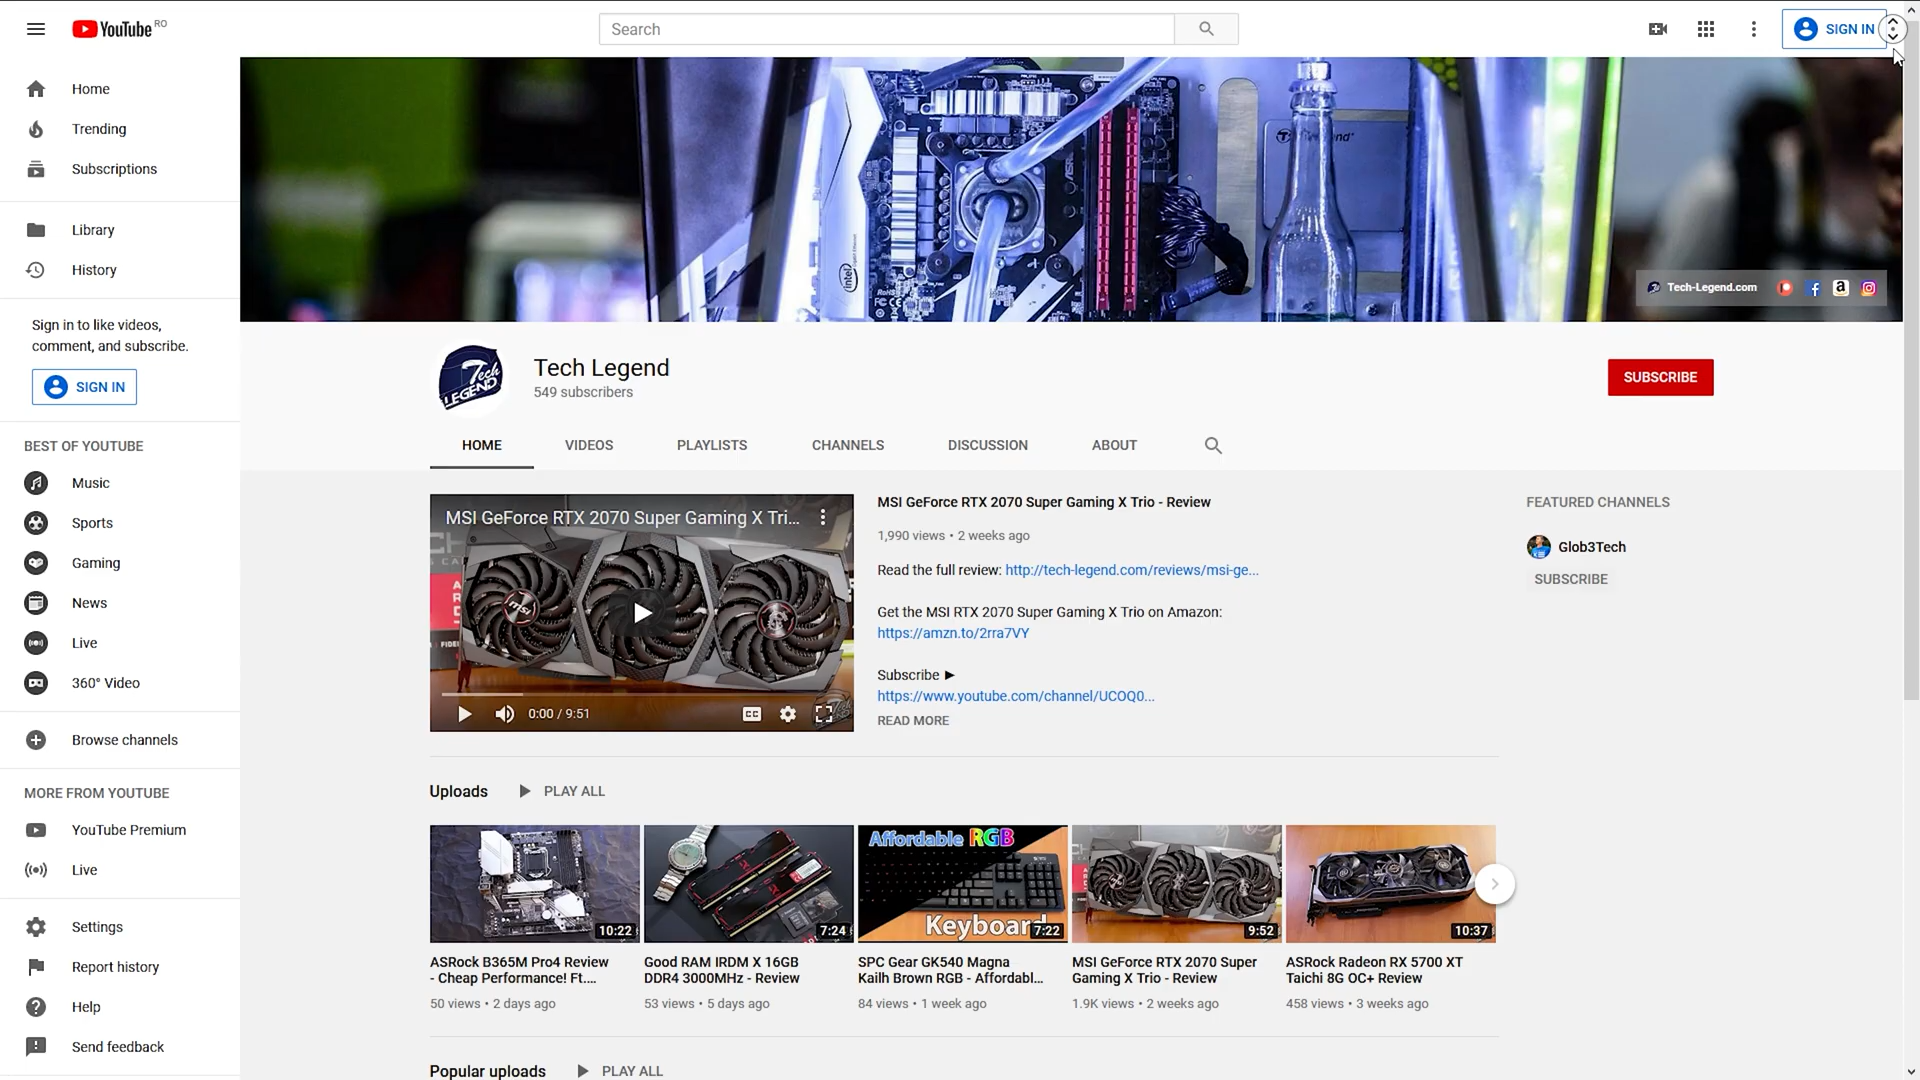 YouTube RO
Search
SIGN IN
Home
Trending
Subscriptions
Library
History
Sign in to like videos,
comment, and subscribe.
SIGN IN
BEST OF YOUTUBE
Music
Sports
Gaming
News
Live
360° Video
Browse channels
MORE FROM YOUTUBE
YouTube Premium
Live
Settings
Report history
Help
Send feedback
intel
Tech-Legend.com
Tech
LEGEND
Tech Legend
549 subscribers
SUBSCRIBE
HOME VIDEOS PLAYLISTS CHANNELS DISCUSSION ABOUT
MSI GeForce RTX 2070 Super Gaming X Tri...
msi
0:00 / 9:51
CC
MSI GeForce RTX 2070 Super Gaming X Trio - Review
1,990 views • 2 weeks ago
Read the full review: http://tech-legend.com/reviews/msi-ge...
Get the MSI RTX 2070 Super Gaming X Trio on Amazon:
https://amzn.to/2rra7VY
Subscribe ►
https://www.youtube.com/channel/UCOQ0...
READ MORE
FEATURED CHANNELS
Glob3Tech
SUBSCRIBE
Uploads PLAY ALL
10:22
ASRock B365M Pro4 Review
- Cheap Performance! Ft....
50 views • 2 days ago
7:24
Good RAM IRDM X 16GB
DDR4 3000MHz - Review
53 views • 5 days ago
Affordable RGB
Keyboard
7:22
SPC Gear GK540 Magna
Kailh Brown RGB - Affordabl...
84 views • 1 week ago
9:52
MSI GeForce RTX 2070 Super
Gaming X Trio - Review
1.9K views • 2 weeks ago
10:37
ASRock Radeon RX 5700 XT
Taichi 8G OC+ Review
458 views • 3 weeks ago
Popular uploads PLAY ALL